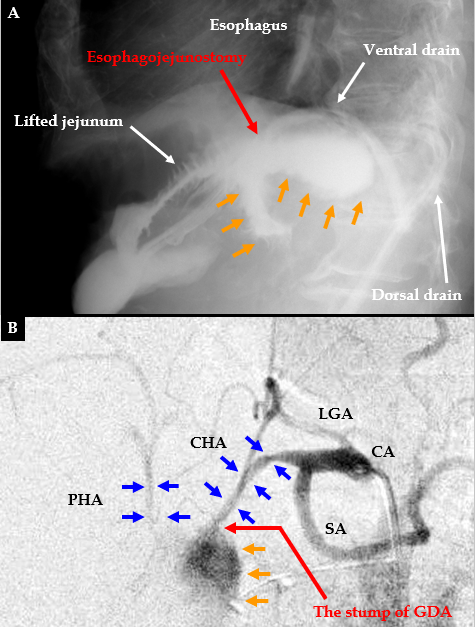 A
Esophagus
Ventral drain
Esophagojejunostomy
Lifted jejunum
Dorsal drain
B
LGA
CHA
CA
PHA
SA
The stump of GDA